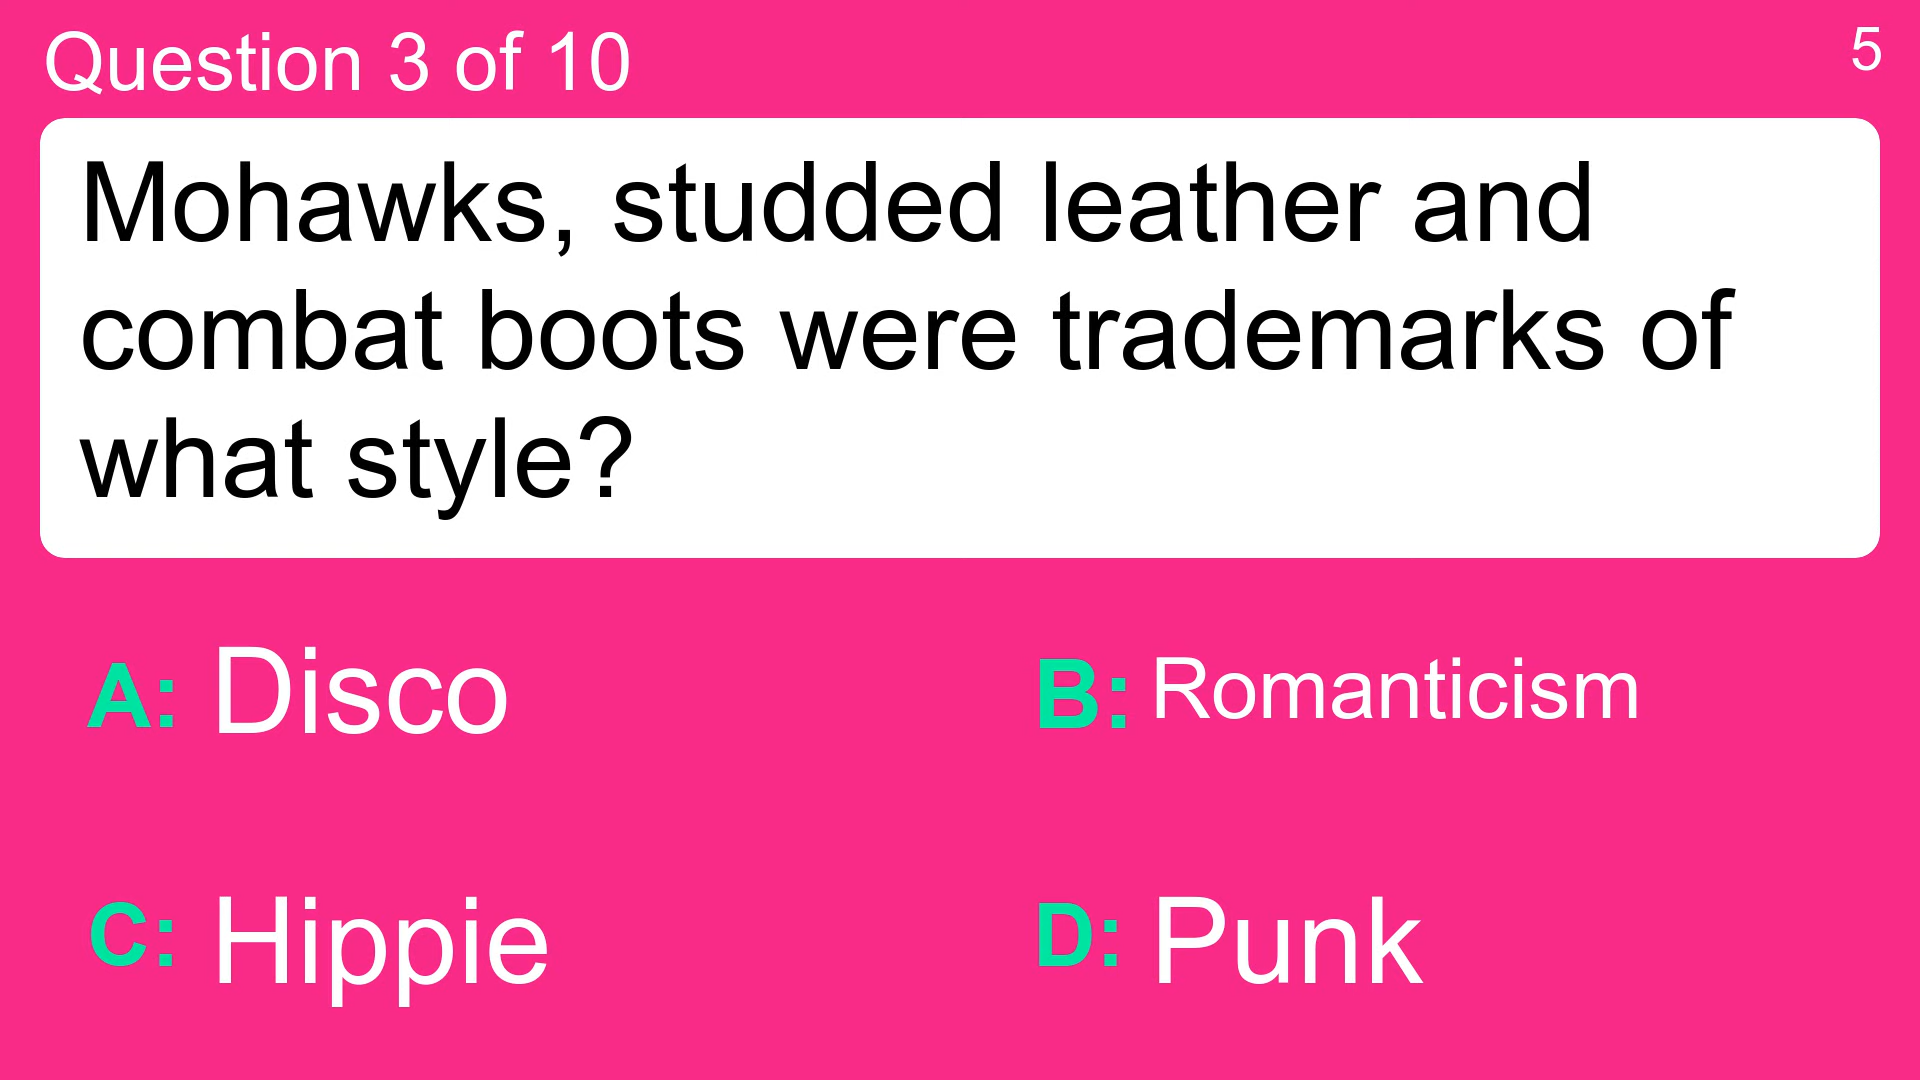 Question 3 of 10
5
Mohawks, studded leather and
combat boots were trademarks of
what style?
A: Disco
B: Romanticism
C: Hippie
D: Punk